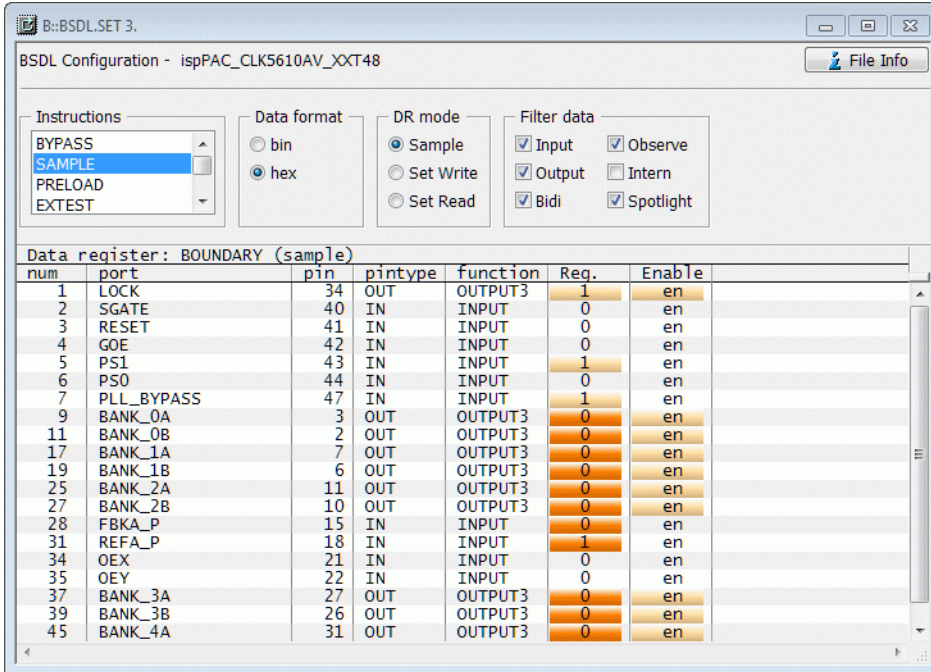 B::BSDL.SET 3.
BSDL Configuration - ispPAC_CLK5610AV_XXT48
File Info
Instructions
BYPASS
SAMPLE
PRELOAD
EXTEST
Data format
bin
hex
DR mode
Sample
Set Write
Set Read
Filter data
Input
Observe
Output
Intern
Bidi
Spotlight
Data register: BOUNDARY (sample)
num port pin pintype function Reg. Enable
1 LOCK 34 OUT OUTPUT3 1 en
2 SGATE 40 IN INPUT 0 en
3 RESET 41 IN INPUT 0 en
4 GOE 42 IN INPUT 0 en
5 PS1 43 IN INPUT 1 en
6 PS0 44 IN INPUT 0 en
7 PLL_BYPASS 47 IN INPUT 1 en
9 BANK_0A 3 OUT OUTPUT3 0 en
11 BANK_0B 2 OUT OUTPUT3 0 en
17 BANK_1A 7 OUT OUTPUT3 0 en
19 BANK_1B 6 OUT OUTPUT3 0 en
25 BANK_2A 11 OUT OUTPUT3 0 en
27 BANK_2B 10 OUT OUTPUT3 0 en
28 FBKA_P 15 IN INPUT 0 en
31 REFA_P 18 IN INPUT 1 en
34 OEX 21 IN INPUT 0 en
35 OEY 22 IN INPUT 0 en
37 BANK_3A 27 OUT OUTPUT3 0 en
39 BANK_3B 26 OUT OUTPUT3 0 en
45 BANK_4A 31 OUT OUTPUT3 0 en